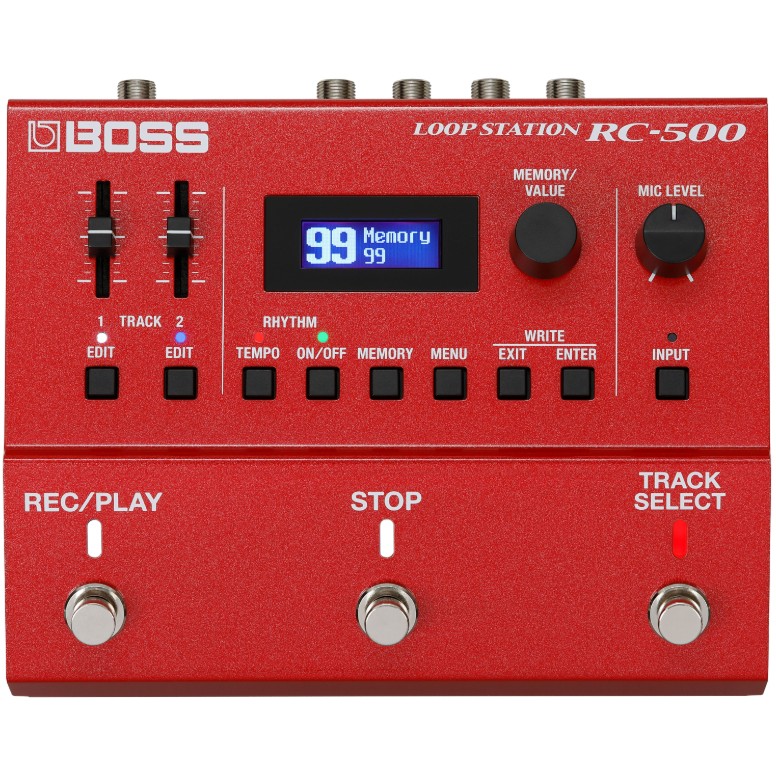 BOSS
LOOP STATION RC-500
MEMORY/
VALUE
MIC LEVEL
99 Memory
99
1 TRACK 2
RHYTHM
WRITE
EDIT EDIT TEMPO ON/OFF MEMORY MENU EXIT ENTER INPUT
REC/PLAY
STOP
TRACK
SELECT